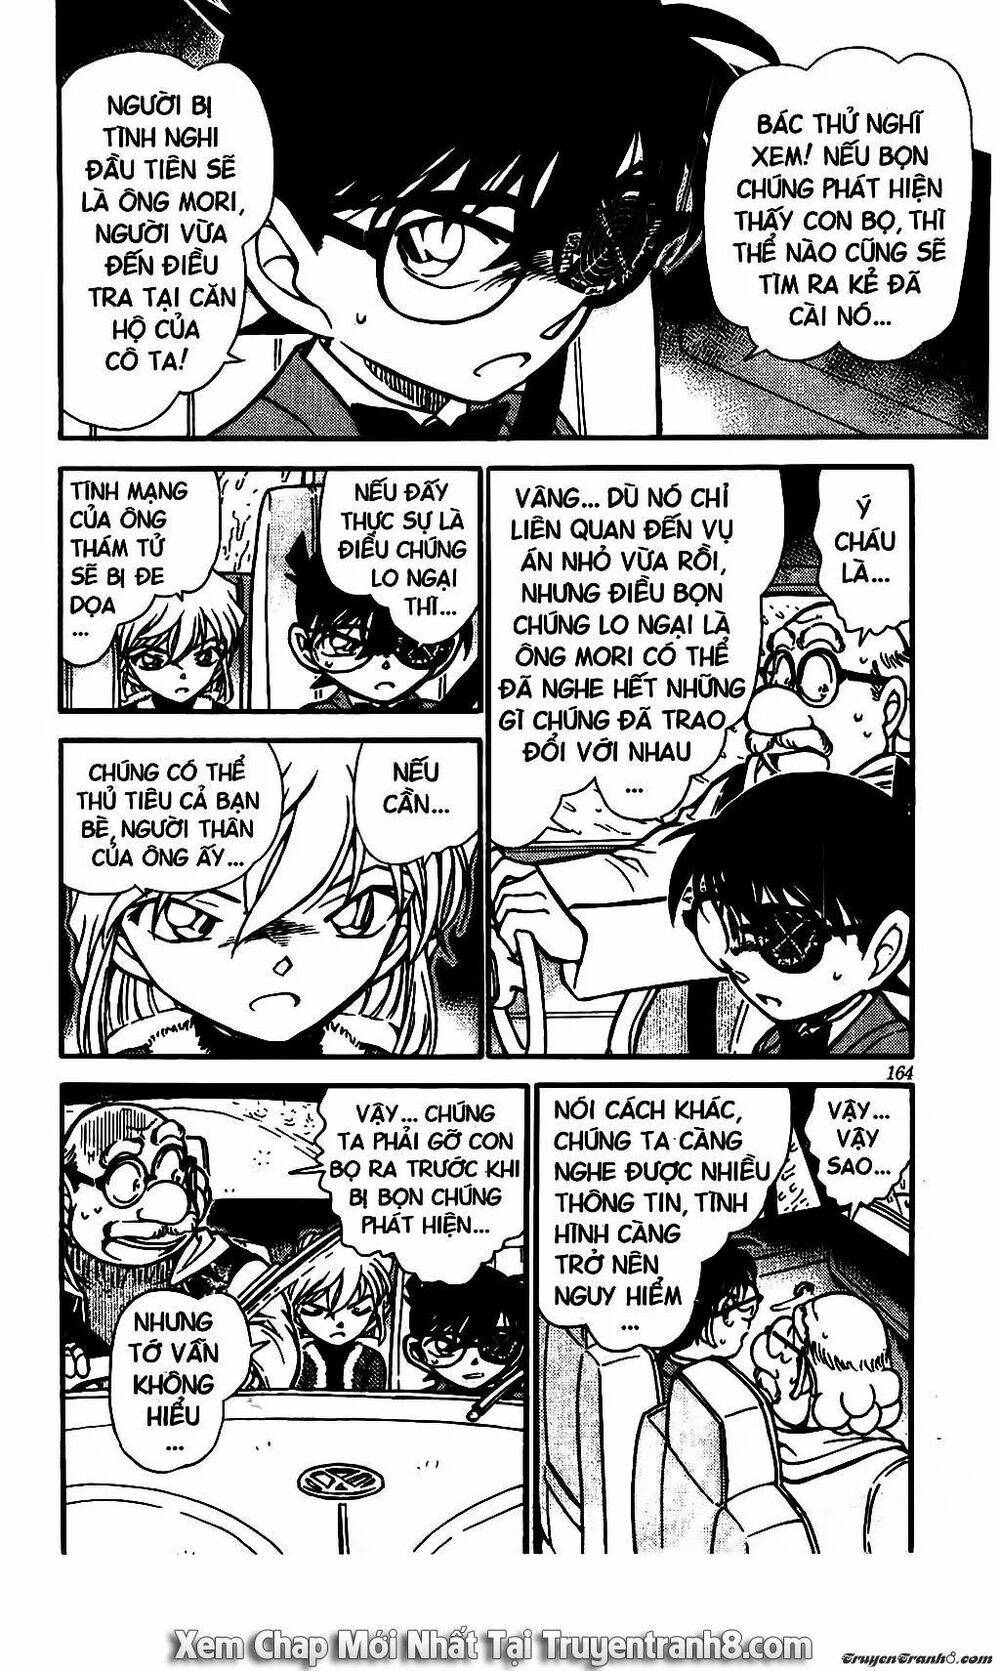 BÁC THỬ NGHĨ
XEM! NẾU BỌN
CHÚNG PHÁT HIỆN
THẤY CON BỌ, THÌ
THỂ NÀO CŨNG SẼ
TÌM RA KẺ ĐÃ
CÀI NÓ...
NGƯỜI BỊ
TÌNH NGHI
ĐẦU TIÊN SẼ
LÀ ÔNG MORI,
NGƯỜI VỪA
ĐẾN ĐIỀU
TRA TẠI CĂN
HỘ CỦA
CÔ TA!
Ý
CHÁU
LÀ...
VÂNG... DÙ NÓ CHỈ
LIÊN QUAN ĐẾN VỤ
ÁN NHỎ VỪA RỒI,
NHƯNG ĐIỀU BỌN
CHÚNG LO NGẠI LÀ
ÔNG MORI CÓ THỂ
ĐÃ NGHE HẾT NHỮNG
GÌ CHÚNG ĐÃ TRAO
ĐỔI VỚI NHAU
...
NẾU ĐẤY
THỰC SỰ LÀ
ĐIỀU CHÚNG
LO NGẠI
THÌ...
TÍNH MẠNG
CỦA ÔNG
THÁM TỬ
SẼ BỊ ĐE
DỌA
...
NẾU
CẦN...
CHÚNG CÓ THỂ
THỦ TIÊU CẢ BẠN
BÈ, NGƯỜI THÂN
CỦA ÔNG ẤY...
164
VẬY...
VẬY
SAO...
NÓI CÁCH KHÁC,
CHÚNG TA CÀNG
NGHE ĐƯỢC NHIỀU
THÔNG TIN, TÌNH
HÌNH CÀNG
TRỞ NÊN
NGUY HIỂM
...
VẬY... CHÚNG
TA PHẢI GỠ CON
BỌ RA TRƯỚC KHI
BỊ BỌN CHÚNG
PHÁT HIỆN...
NHƯNG
TỚ VẪN
KHÔNG
HIỂU
...
Xem Chap Mới Nhất Tại Truyentranh8.com
TruyenTranh8.com